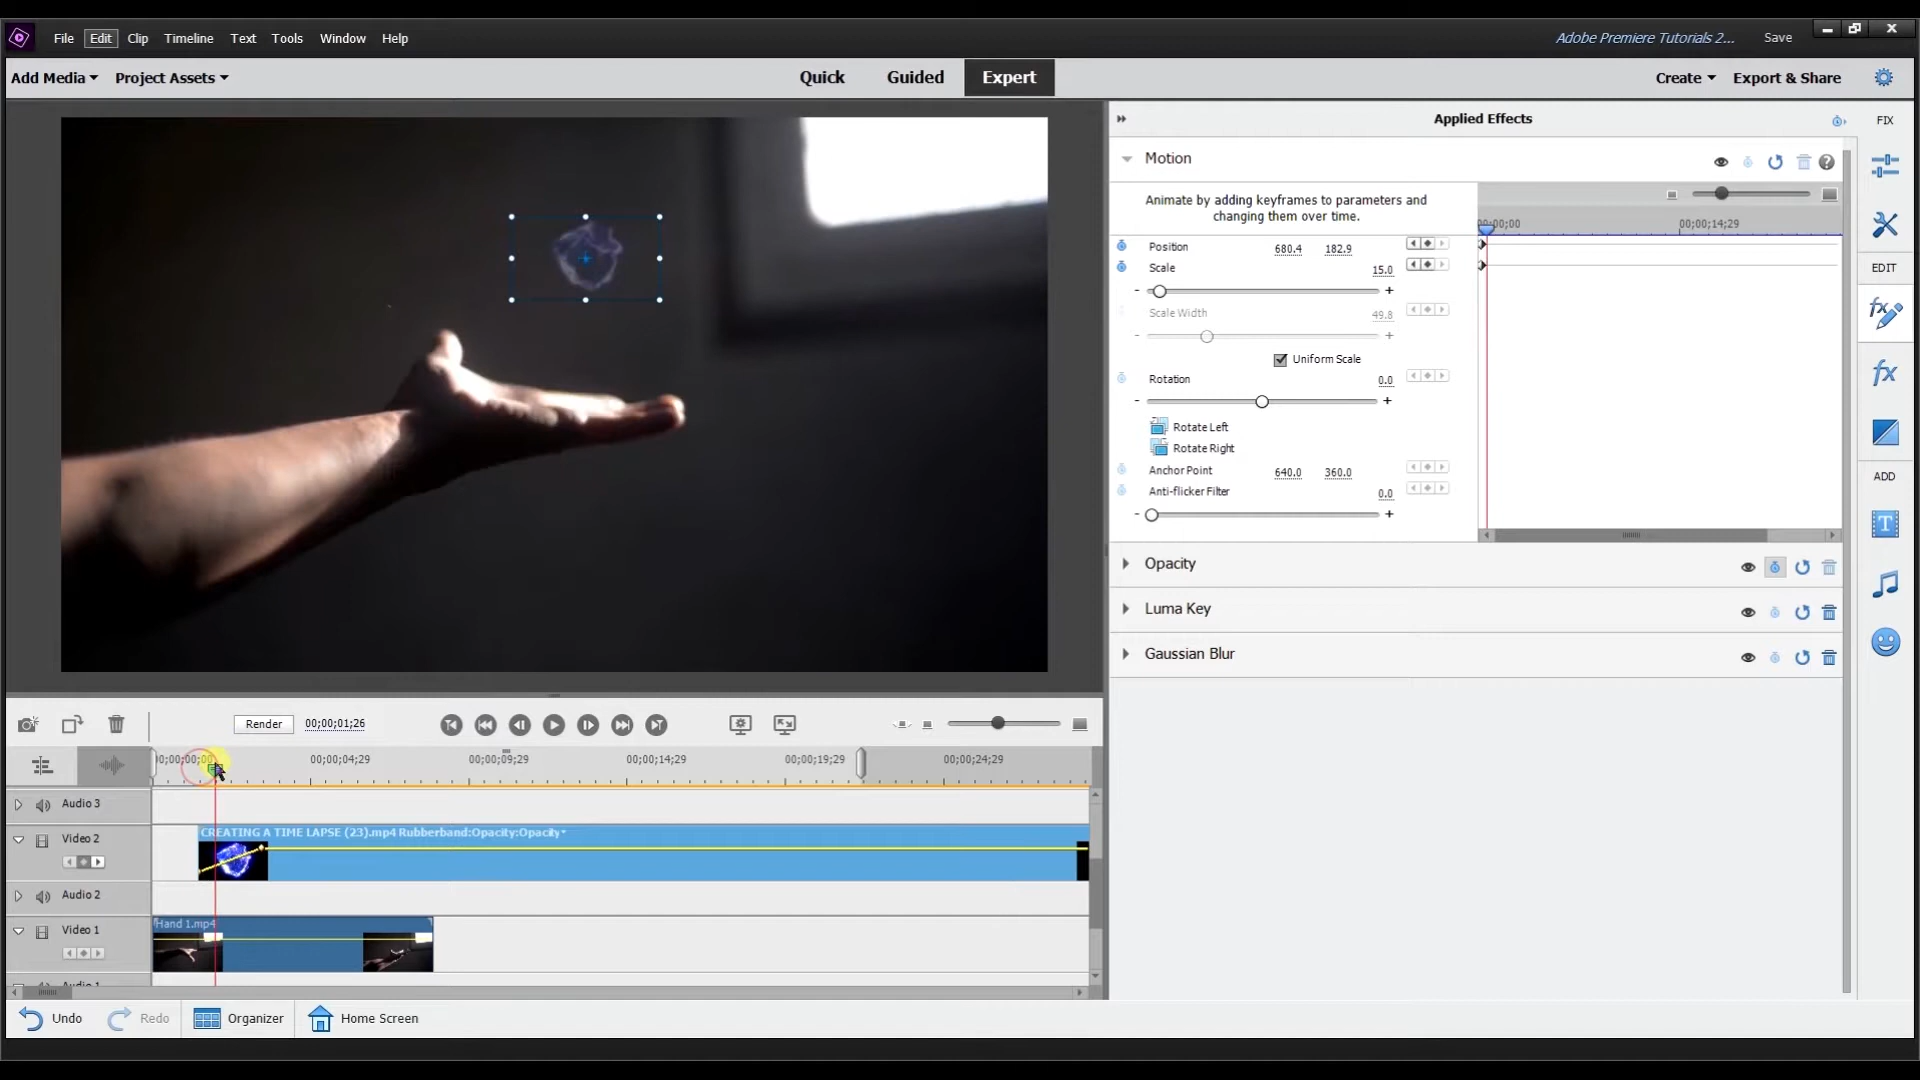 File Edit Clip Timeline Text Tools Window Help
Adobe Premiere Tutorials 2... Save
Add Media Project Assets
Quick Guided Expert
Create Export & Share
Applied Effects
FIX
Motion
Animate by adding keyframes to parameters and
changing them over time.
00;00;14;29
Position 680.4 182.9
Scale 15.0
- +
Scale Width 49.8
- +
Uniform Scale
Rotation 0.0
- +
Rotate Left
Rotate Right
Anchor Point 640.0 360.0
Anti-flicker Filter 0.0
- +
Opacity
Luma Key
Gaussian Blur
EDIT
ADD
Render 00;00;01;26
00;00;04;29 00;00;09;29 00;00;14;29 00;00;19;29 00;00;24;29
Audio 3
Video 2
CREATING A TIME LAPSE (23).mp4 Rubberband:Opacity:Opacity
Audio 2
Video 1
Hand 1.mp4
Audio 1
Undo Redo Organizer Home Screen